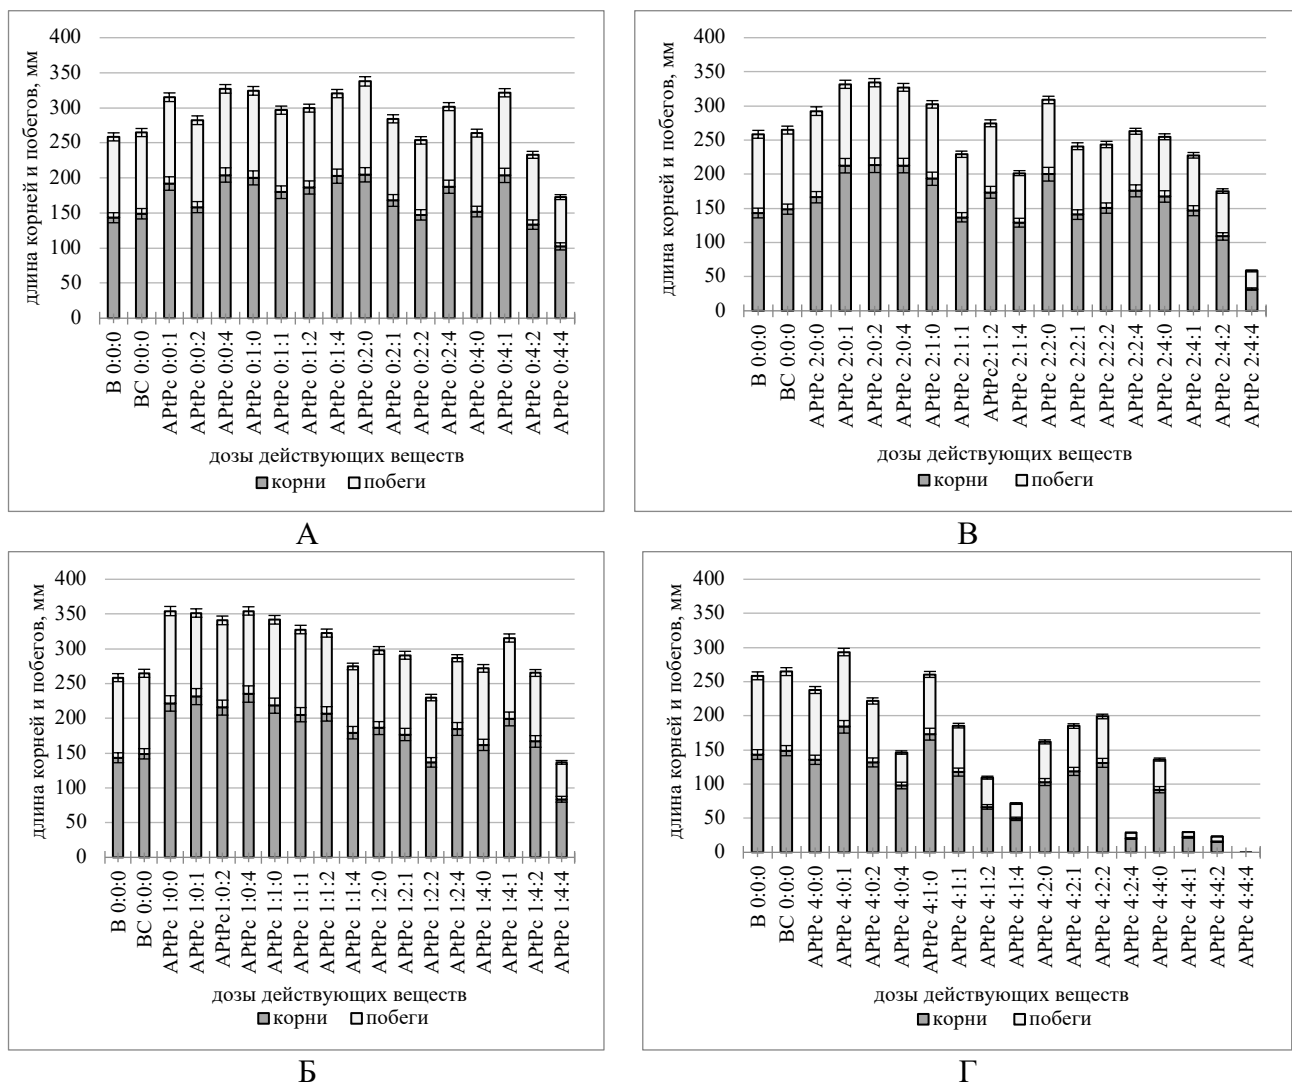 400
350
300
250
200
150
100
50
0
длина корней и побегов, мм
В 0:0:0
ВС 0:0:0
APtPc 0:0:1
APtPc 0:0:2
APtPc 0:0:4
APtPc 0:1:0
APtPc 0:1:1
APtPc 0:1:2
APtPc 0:1:4
APtPc 0:2:0
APtPc 0:2:1
APtPc 0:2:2
APtPc 0:2:4
APtPc 0:4:0
APtPc 0:4:1
APtPc 0:4:2
APtPc 0:4:4
дозы действующих веществ
корни побеги
А
400
350
300
250
200
150
100
50
0
длина корней и побегов, мм
В 0:0:0
ВС 0:0:0
APtPc 2:0:0
APtPc 2:0:1
APtPc 2:0:2
APtPc 2:0:4
APtPc 2:1:0
APtPc 2:1:1
APtPc2:1:2
APtPc 2:1:4
APtPc 2:2:0
APtPc 2:2:1
APtPc 2:2:2
APtPc 2:2:4
APtPc 2:4:0
APtPc 2:4:1
APtPc 2:4:2
APtPc 2:4:4
дозы действующих веществ
корни побеги
В
400
350
300
250
200
150
100
50
0
длина корней и побегов, мм
В 0:0:0
ВС 0:0:0
APtPc 1:0:0
APtPc 1:0:1
APtPc1:0:2
APtPc 1:0:4
APtPc 1:1:0
APtPc 1:1:1
APtPc 1:1:2
APtPc 1:1:4
APtPc 1:2:0
APtPc 1:2:1
APtPc 1:2:2
APtPc 1:2:4
APtPc 1:4:0
APtPc 1:4:1
APtPc 1:4:2
APtPc 1:4:4
дозы действующих веществ
корни побеги
Б
400
350
300
250
200
150
100
50
0
длина корней и побегов, мм
В 0:0:0
ВС 0:0:0
APtPc 4:0:0
APtPc 4:0:1
APtPc 4:0:2
APtPc 4:0:4
APtPc 4:1:0
APtPc 4:1:1
APtPc 4:1:2
APtPc 4:1:4
APtPc 4:2:0
APtPc 4:2:1
APtPc 4:2:2
APtPc 4:2:4
APtPc 4:4:0
APtPc 4:4:1
APtPc 4:4:2
APtPc 4:4:4
дозы действующих веществ
корни побеги
Г